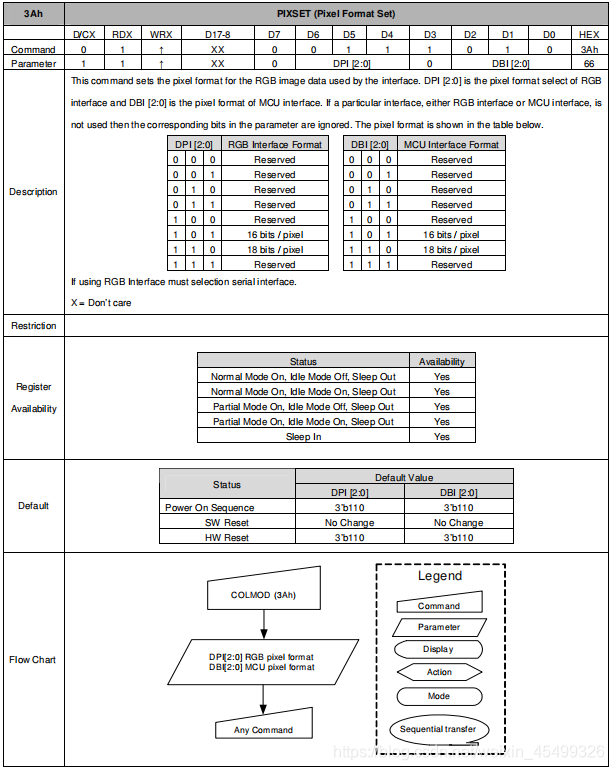 3Ah PIXSET (Pixel Format Set)
D/CX RDX WRX D17-8 D7 D6 D5 D4 D3 D2 D1 D0 HEX
Command 0 1 ↑ XX 0 0 1 1 1 0 1 0 3Ah
Parameter 1 1 ↑ XX 0 DPI [2:0] 0 DBI [2:0] 66
Description
This command sets the pixel format for the RGB image data used by the interface. DPI [2:0] is the pixel format select of RGB
interface and DBI [2:0] is the pixel format of MCU interface. If a particular interface, either RGB interface or MCU interface, is
not used then the corresponding bits in the parameter are ignored. The pixel format is shown in the table below.
DPI [2:0] RGB Interface Format DBI [2:0] MCU Interface Format
0 0 0 Reserved 0 0 0 Reserved
0 0 1 Reserved 0 0 1 Reserved
0 1 0 Reserved 0 1 0 Reserved
0 1 1 Reserved 0 1 1 Reserved
1 0 0 Reserved 1 0 0 Reserved
1 0 1 16 bits / pixel 1 0 1 16 bits / pixel
1 1 0 18 bits / pixel 1 1 0 18 bits / pixel
1 1 1 Reserved 1 1 1 Reserved
If using RGB Interface must selection serial interface.
X = Don't care
Restriction
Register
Availability
Status Availability
Normal Mode On, Idle Mode Off, Sleep Out Yes
Normal Mode On, Idle Mode On, Sleep Out Yes
Partial Mode On, Idle Mode Off, Sleep Out Yes
Partial Mode On, Idle Mode On, Sleep Out Yes
Sleep In Yes
Default
Status Default Value
DPI [2:0] DBI [2:0]
Power On Sequence 3'b110 3'b110
SW Reset No Change No Change
HW Reset 3'b110 3'b110
Flow Chart
COLMOD (3Ah)
DPI[2:0] RGB pixel format
DBI[2:0] MCU pixel format
Any Command
Legend
Command
Parameter
Display
Action
Mode
Sequential transfer
https://blog.csdn.net/weixin_45499326